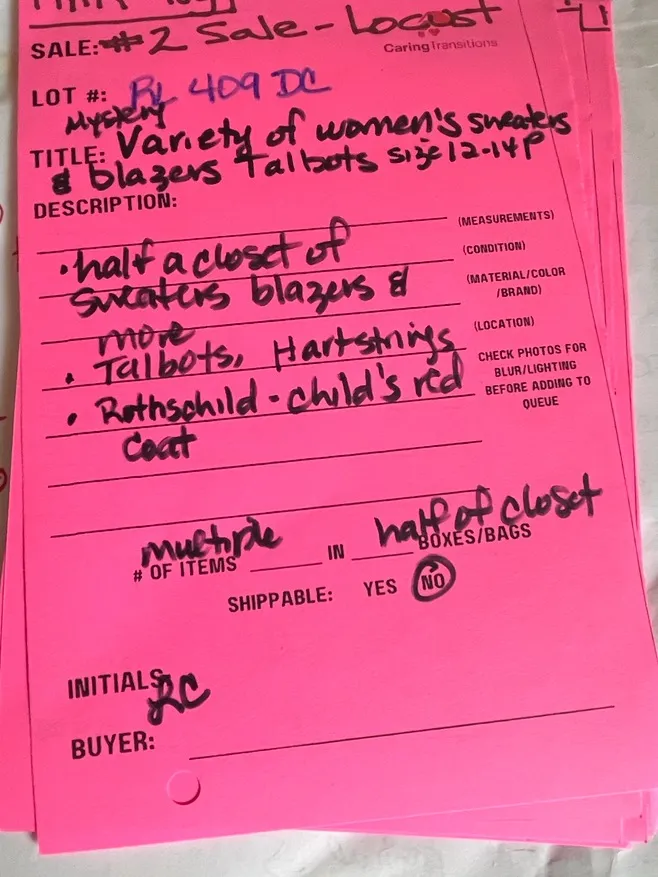 SALE: #2 Sale - Locust
CaringTransitions
LOT #: RL 409 DC
Mystery
TITLE: Variety of women's sweaters
& blazers Talbots size 12-14P
DESCRIPTION:
(MEASUREMENTS)
• half a closet of
(CONDITION)
sweaters blazers &
(MATERIAL/COLOR
/BRAND)
more
(LOCATION)
• Talbots, Hartstrings
CHECK PHOTOS FOR
BLUR/LIGHTING
BEFORE ADDING TO
QUEUE
• Rothschild - child's red
coat
multiple half of closet
# OF ITEMS ____ IN ____ BOXES/BAGS
SHIPPABLE: YES NO
INITIALS
BUYER: